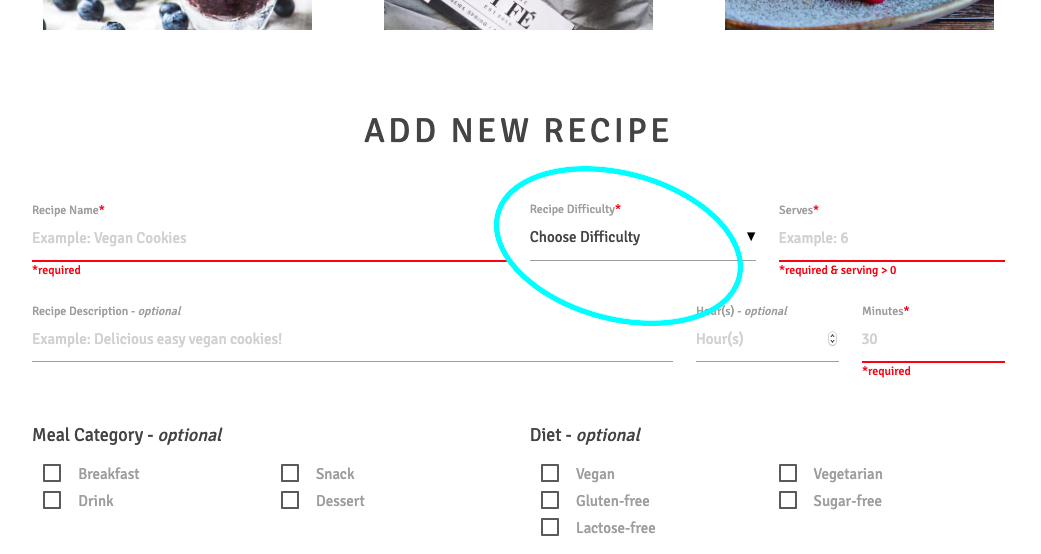 ADD NEW RECIPE
Recipe Name* Recipe Difficulty* Serves*
Example: Vegan Cookies Choose Difficulty ▼ Example: 6
*required *required & serving > 0
Recipe Description - optional Hour(s) - optional Minutes*
Example: Delicious easy vegan cookies! Hour(s) 30
*required
Meal Category - optional Diet - optional
Breakfast Snack Vegan Vegetarian
Drink Dessert Gluten-free Sugar-free
Lactose-free